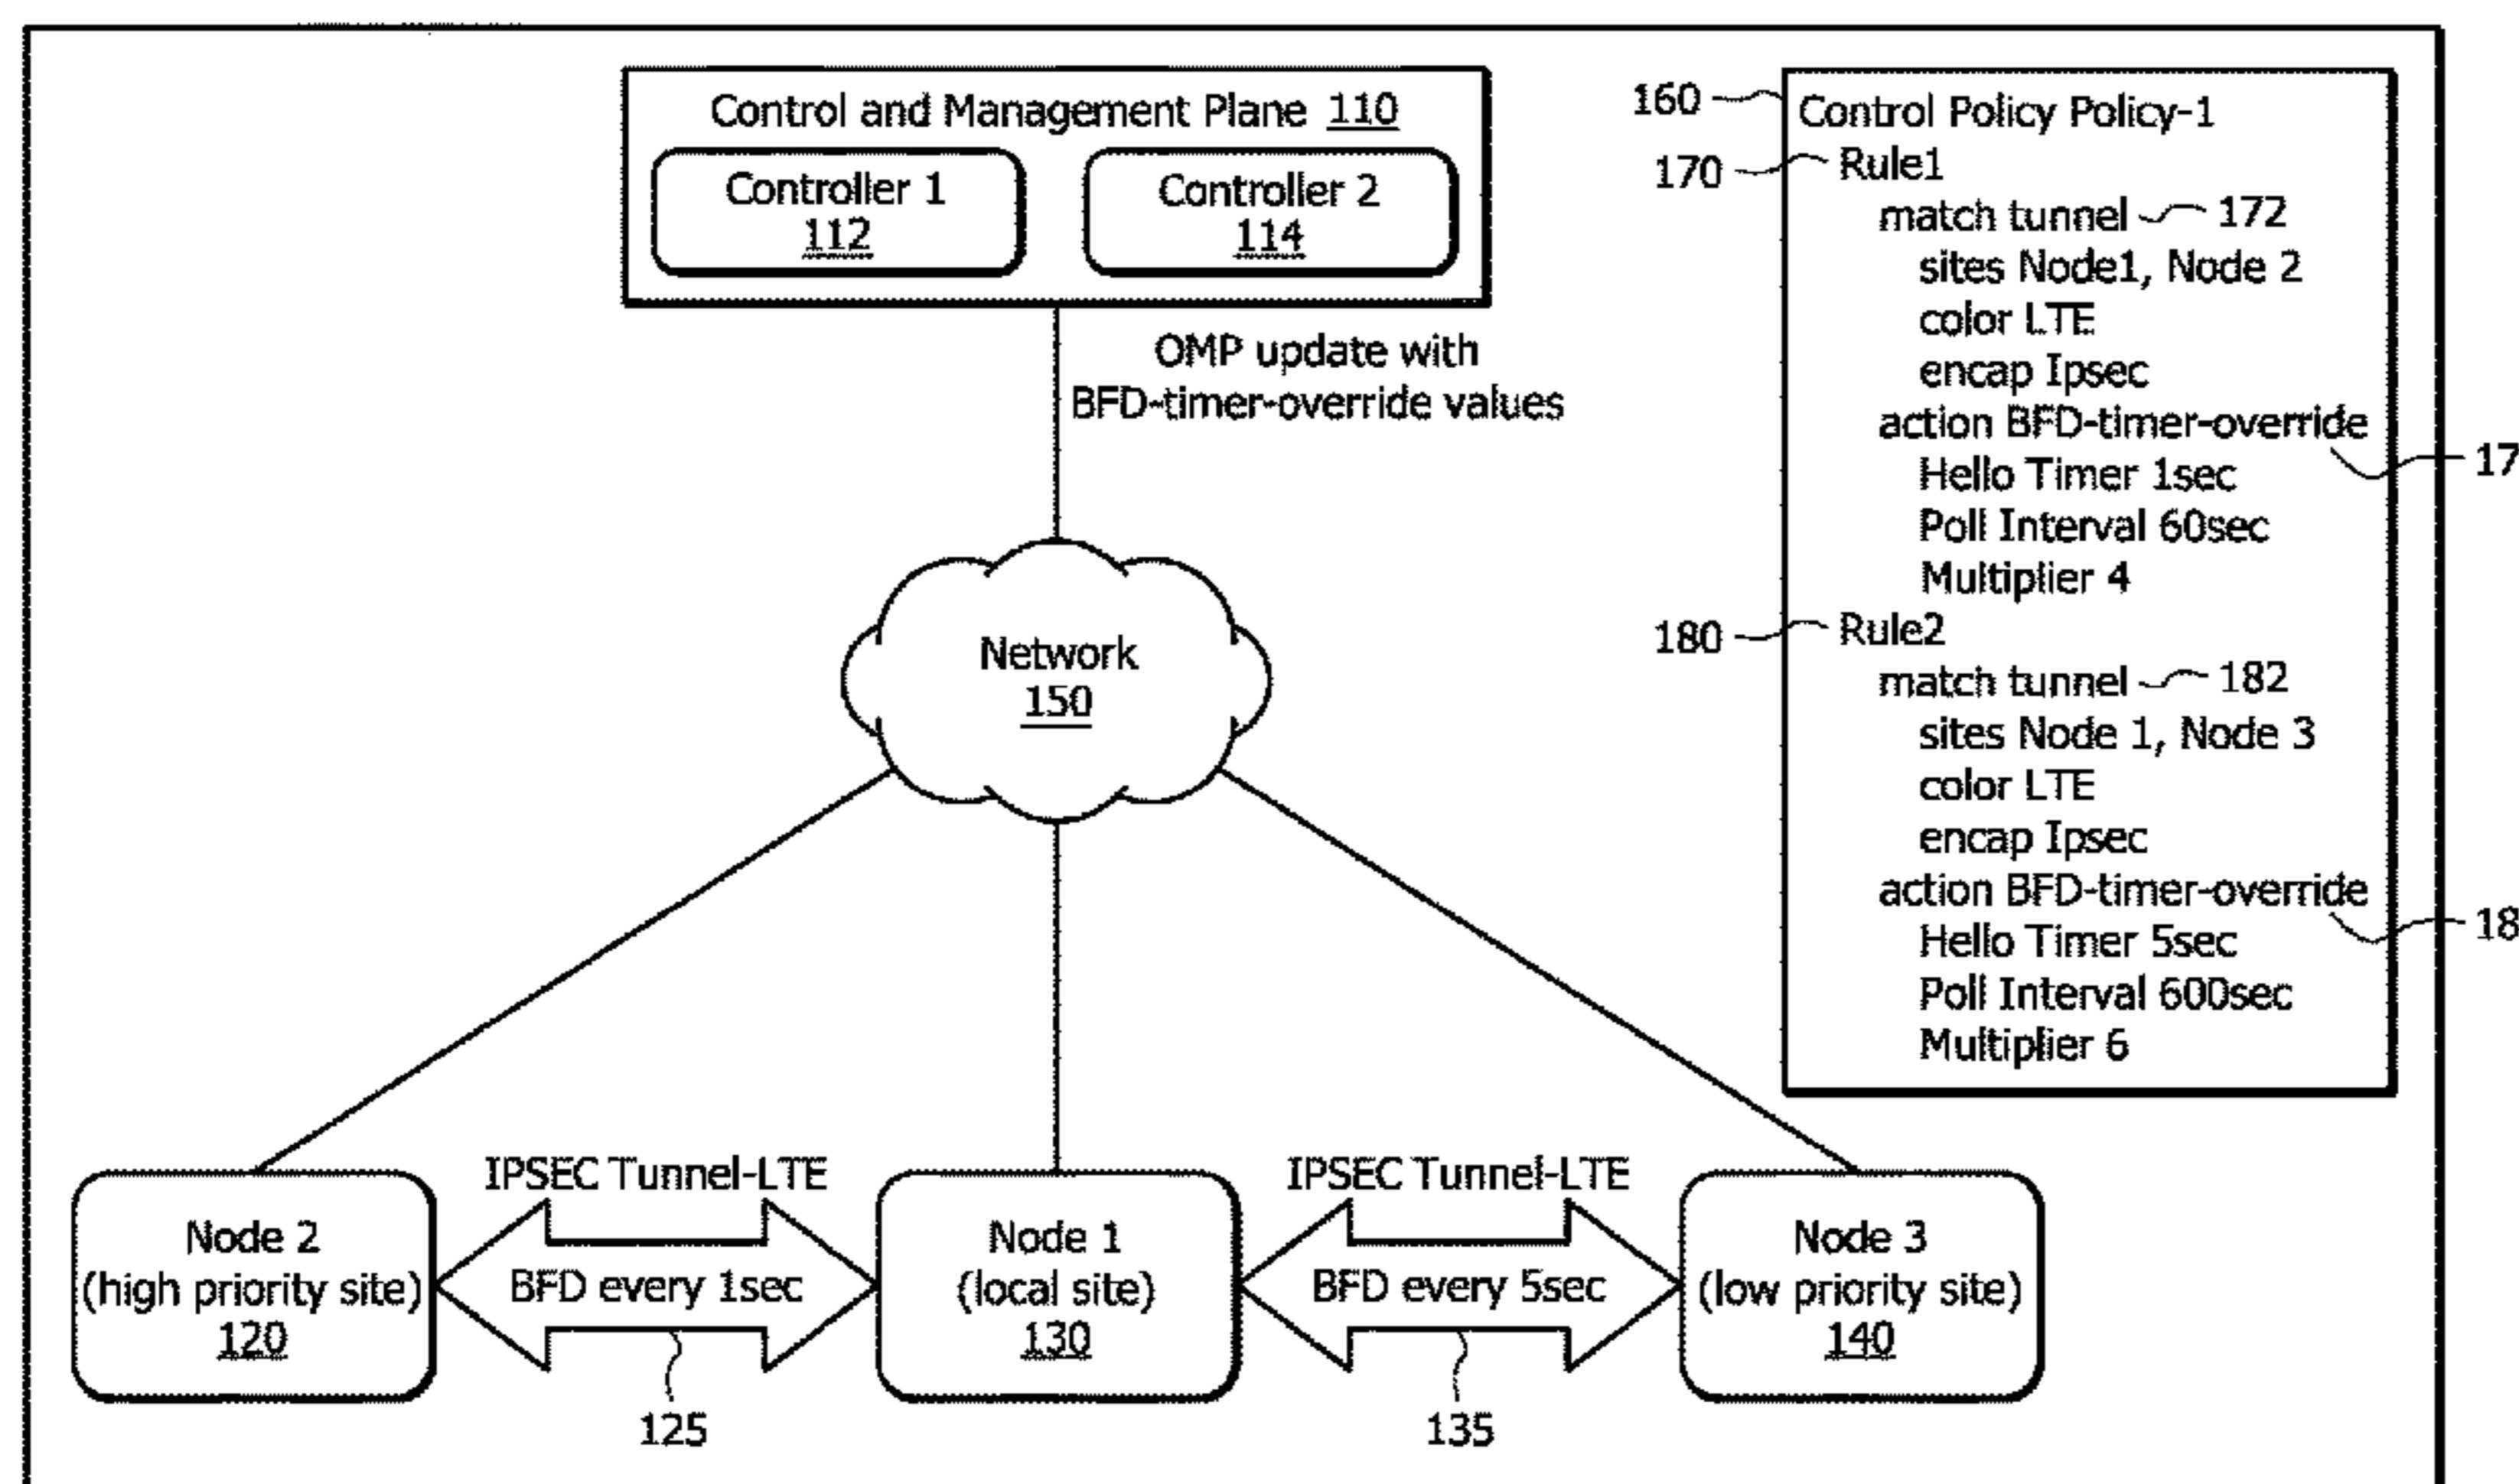 Control and Management Plane 110
Controller 1
112
Controller 2
114
OMP update with
BFD-timer-override values
Network
150
160
Control Policy Policy-1
170
Rule1
match tunnel 172
sites Node1, Node 2
color LTE
encap Ipsec
action BFD-timer-override
17
Hello Timer 1sec
Poll Interval 60sec
Multiplier 4
180
Rule2
match tunnel 182
sites Node 1, Node 3
color LTE
encap Ipsec
action BFD-timer-override
18
Hello Timer 5sec
Poll Interval 600sec
Multiplier 6
Node 2
(high priority site)
120
IPSEC Tunnel-LTE
BFD every 1sec
125
Node 1
(local site)
130
IPSEC Tunnel-LTE
BFD every 5sec
135
Node 3
(low priority site)
140